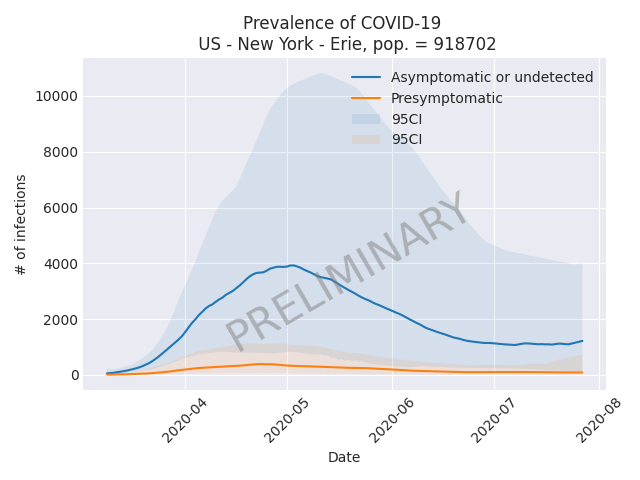 Prevalence of COVID-19
US - New York - Erie, pop. = 918702
Asymptomatic or undetected
Presymptomatic
95CI
95CI
10000
8000
6000
4000
2000
0
# of infections
PRELIMINARY
2020-04
2020-05
2020-06
2020-07
2020-08
Date